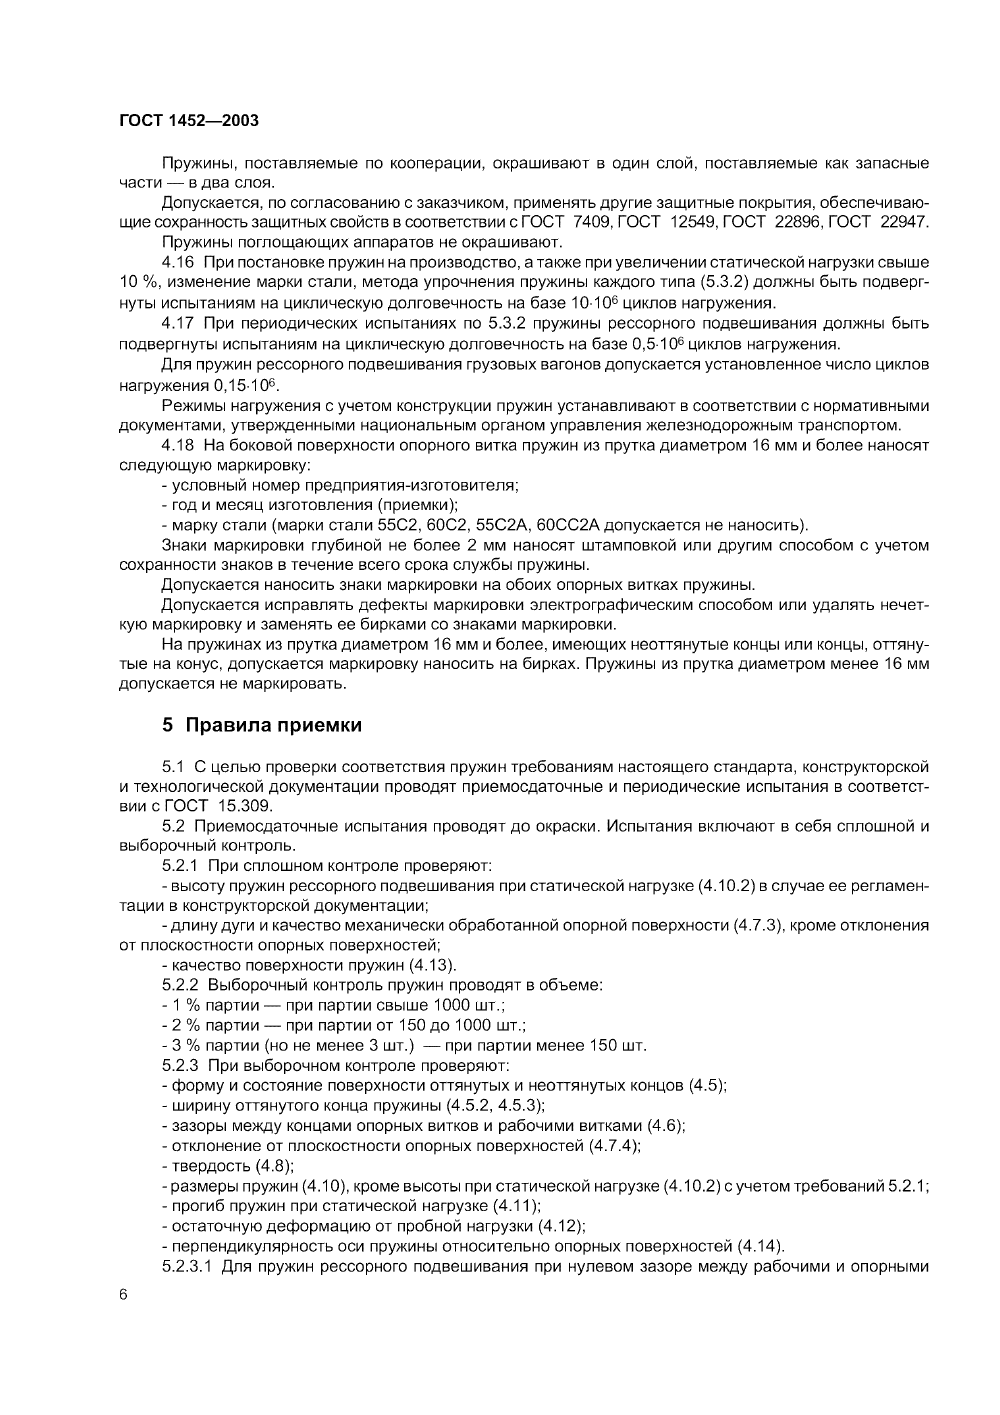 ГОСТ 1452—2003
Пружины, поставляемые по кооперации, окрашивают в один слой, поставляемые как запасные
части — в два слоя.
Допускается, по согласованию с заказчиком, применять другие защитные покрытия, обеспечиваю-
щие сохранность защитных свойств в соответствии с ГОСТ 7409, ГОСТ 12549, ГОСТ 22896, ГОСТ 22947.
Пружины поглощающих аппаратов не окрашивают.
4.16 При постановке пружин на производство, а также при увеличении статической нагрузки свыше
10 %, изменение марки стали, метода упрочнения пружины каждого типа (5.3.2) должны быть подверг-
нуты испытаниям на циклическую долговечность на базе 10·10⁶ циклов нагружения.
4.17 При периодических испытаниях по 5.3.2 пружины рессорного подвешивания должны быть
подвергнуты испытаниям на циклическую долговечность на базе 0,5·10⁶ циклов нагружения.
Для пружин рессорного подвешивания грузовых вагонов допускается установленное число циклов
нагружения 0,15·10⁶.
Режимы нагружения с учетом конструкции пружин устанавливают в соответствии с нормативными
документами, утвержденными национальным органом управления железнодорожным транспортом.
4.18 На боковой поверхности опорного витка пружин из прутка диаметром 16 мм и более наносят
следующую маркировку:
- условный номер предприятия-изготовителя;
- год и месяц изготовления (приемки);
- марку стали (марки стали 55С2, 60С2, 55С2А, 60СС2А допускается не наносить).
Знаки маркировки глубиной не более 2 мм наносят штамповкой или другим способом с учетом
сохранности знаков в течение всего срока службы пружины.
Допускается наносить знаки маркировки на обоих опорных витках пружины.
Допускается исправлять дефекты маркировки электрографическим способом или удалять нечет-
кую маркировку и заменять ее бирками со знаками маркировки.
На пружинах из прутка диаметром 16 мм и более, имеющих неоттянутые концы или концы, оттяну-
тые на конус, допускается маркировку наносить на бирках. Пружины из прутка диаметром менее 16 мм
допускается не маркировать.
5 Правила приемки
5.1 С целью проверки соответствия пружин требованиям настоящего стандарта, конструкторской
и технологической документации проводят приемосдаточные и периодические испытания в соответст-
вии с ГОСТ 15.309.
5.2 Приемосдаточные испытания проводят до окраски. Испытания включают в себя сплошной и
выборочный контроль.
5.2.1 При сплошном контроле проверяют:
- высоту пружин рессорного подвешивания при статической нагрузке (4.10.2) в случае ее регламен-
тации в конструкторской документации;
- длину дуги и качество механически обработанной опорной поверхности (4.7.3), кроме отклонения
от плоскостности опорных поверхностей;
- качество поверхности пружин (4.13).
5.2.2 Выборочный контроль пружин проводят в объеме:
- 1 % партии — при партии свыше 1000 шт.;
- 2 % партии — при партии от 150 до 1000 шт.;
- 3 % партии (но не менее 3 шт.) — при партии менее 150 шт.
5.2.3 При выборочном контроле проверяют:
- форму и состояние поверхности оттянутых и неоттянутых концов (4.5);
- ширину оттянутого конца пружины (4.5.2, 4.5.3);
- зазоры между концами опорных витков и рабочими витками (4.6);
- отклонение от плоскостности опорных поверхностей (4.7.4);
- твердость (4.8);
- размеры пружин (4.10), кроме высоты при статической нагрузке (4.10.2) с учетом требований 5.2.1;
- прогиб пружин при статической нагрузке (4.11);
- остаточную деформацию от пробной нагрузки (4.12);
- перпендикулярность оси пружины относительно опорных поверхностей (4.14).
5.2.3.1 Для пружин рессорного подвешивания при нулевом зазоре между рабочими и опорными
6